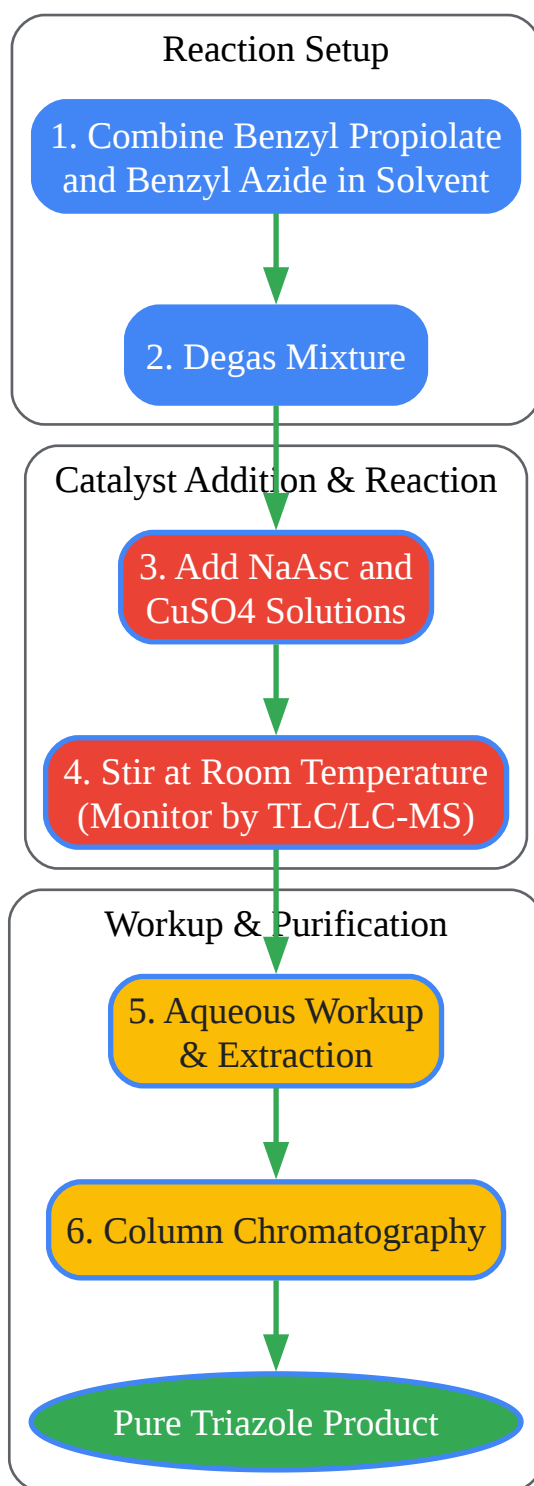 Reaction Setup
1. Combine Benzyl Propiolate
and Benzyl Azide in Solvent
2. Degas Mixture
Catalyst Addition & Reaction
3. Add NaAsc and
CuSO4 Solutions
4. Stir at Room Temperature
(Monitor by TLC/LC-MS)
Workup & Purification
5. Aqueous Workup
& Extraction
6. Column Chromatography
Pure Triazole Product